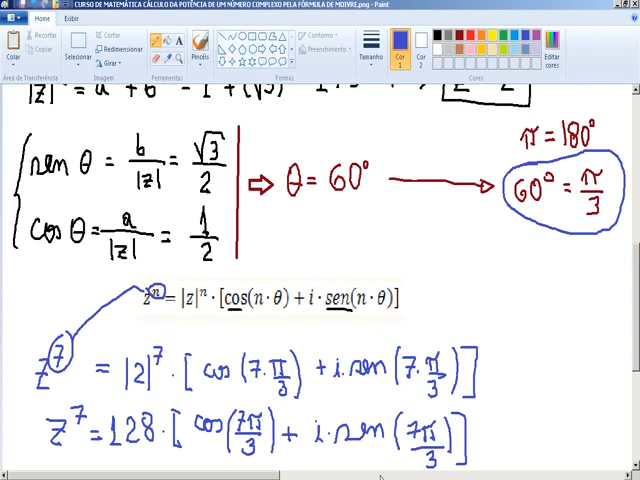 CURSO DE MATEMÁTICA CÁLCULO DA POTÊNCIA DE UM NÚMERO COMPLEXO PELA FÓRMULA DE MOIVRE.png - Paint
Home Exibir
Colar Selecionar Recortar Redimensionar Girar Pincéis Contorno Preenchimento Tamanho Cor 1 Cor 2 Editar cores
Área de Transferência Imagem Ferramentas Formas Cores
π = 180°
sen θ = b/|z| = √3/2 ⇒ θ = 60° → 60° = π/3
cos θ = a/|z| = 1/2
zⁿ = |z|ⁿ · [cos(n · θ) + i · sen(n · θ)]
z⁷ = |2|⁷ · [cos (7·π/3) + i·sen (7·π/3)]
z⁷ = 128 · [cos (7π/3) + i·sen (7π/3)]